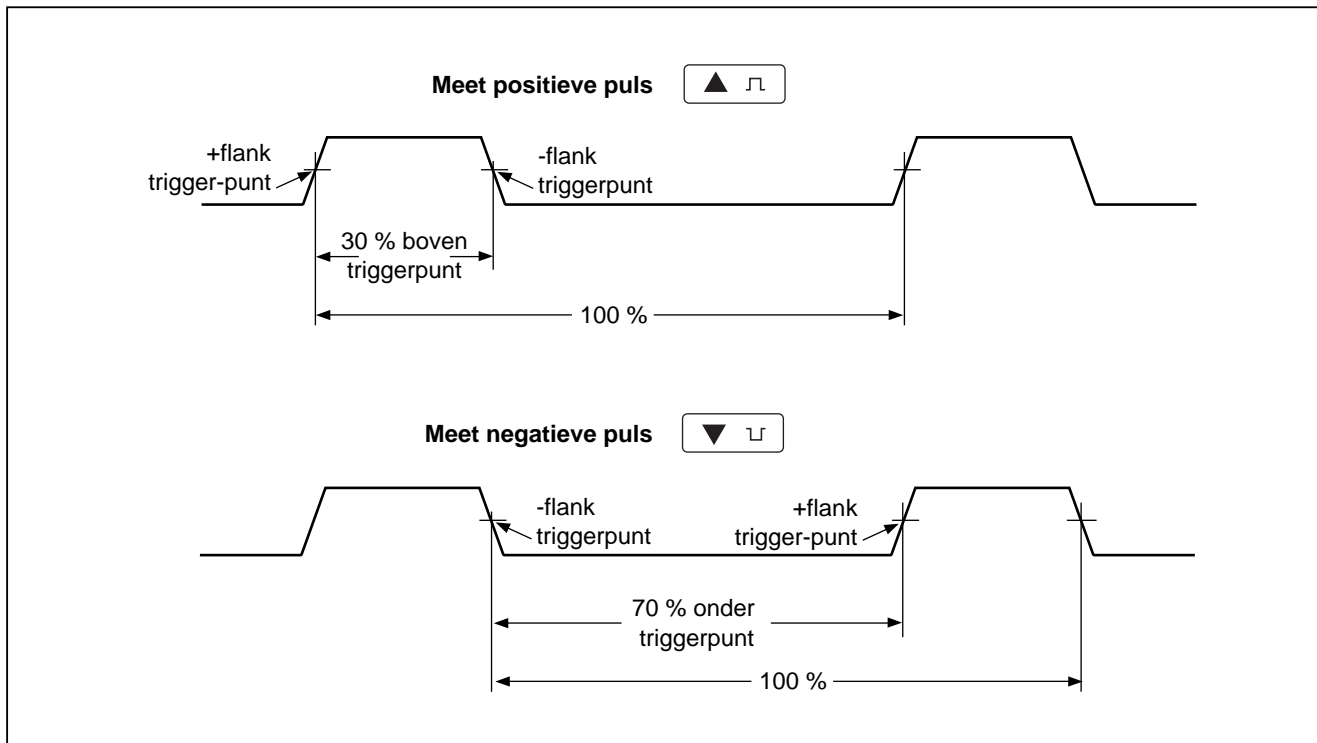 Meet positieve puls
+flank
trigger-punt
-flank
triggerpunt
30 % boven
triggerpunt
100 %
Meet negatieve puls
-flank
triggerpunt
+flank
trigger-punt
70 % onder
triggerpunt
100 %